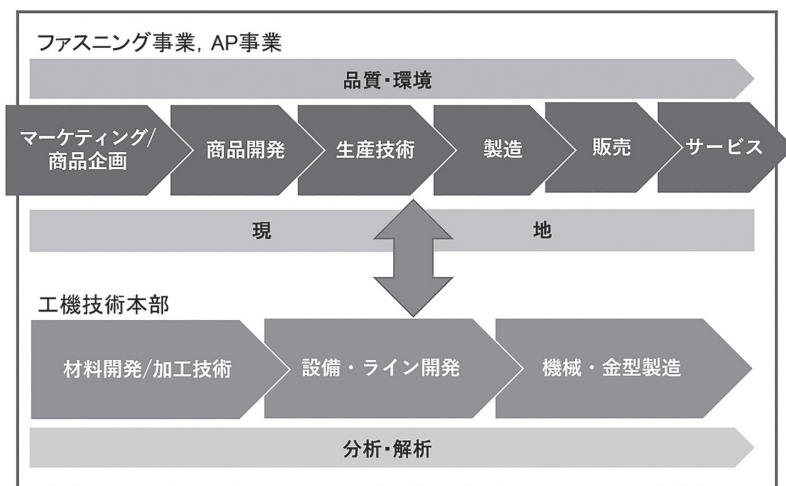 ファスニング事業, AP事業
品質・環境
マーケティング/
商品企画
商品開発
生産技術
製造
販売
サービス
現 地
工機技術本部
材料開発/加工技術
設備・ライン開発
機械・金型製造
分析・解析